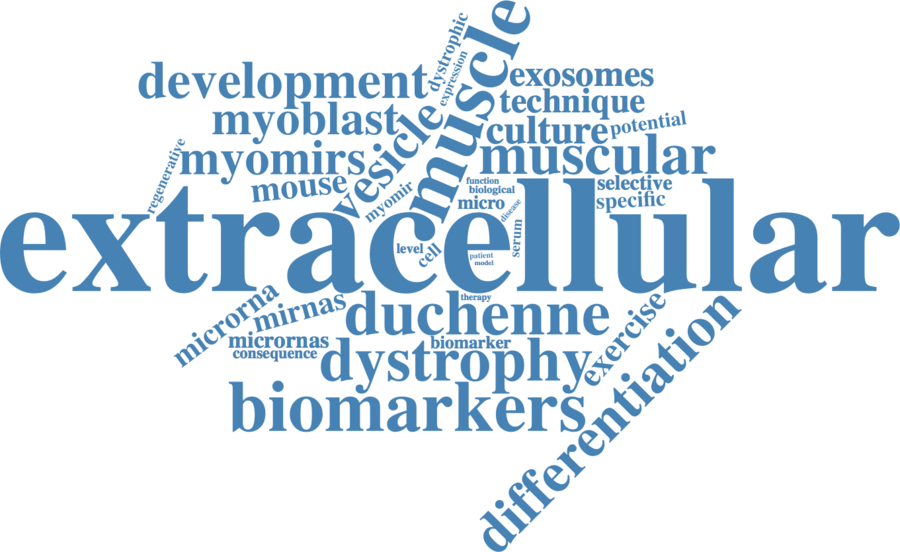 dystrophic
muscle
expression
development
exosomes
technique
myoblast
vesicle
culture
potential
regenerative
myomirs
muscular
mouse
myomir
function
biological
selective
micro
specific
disease
extracellular
level
cell
serum
patient
model
microrna
mirnas
therapy
duchenne
exercise
differentiation
micrornas
biomarker
consequence
dystrophy
biomarkers